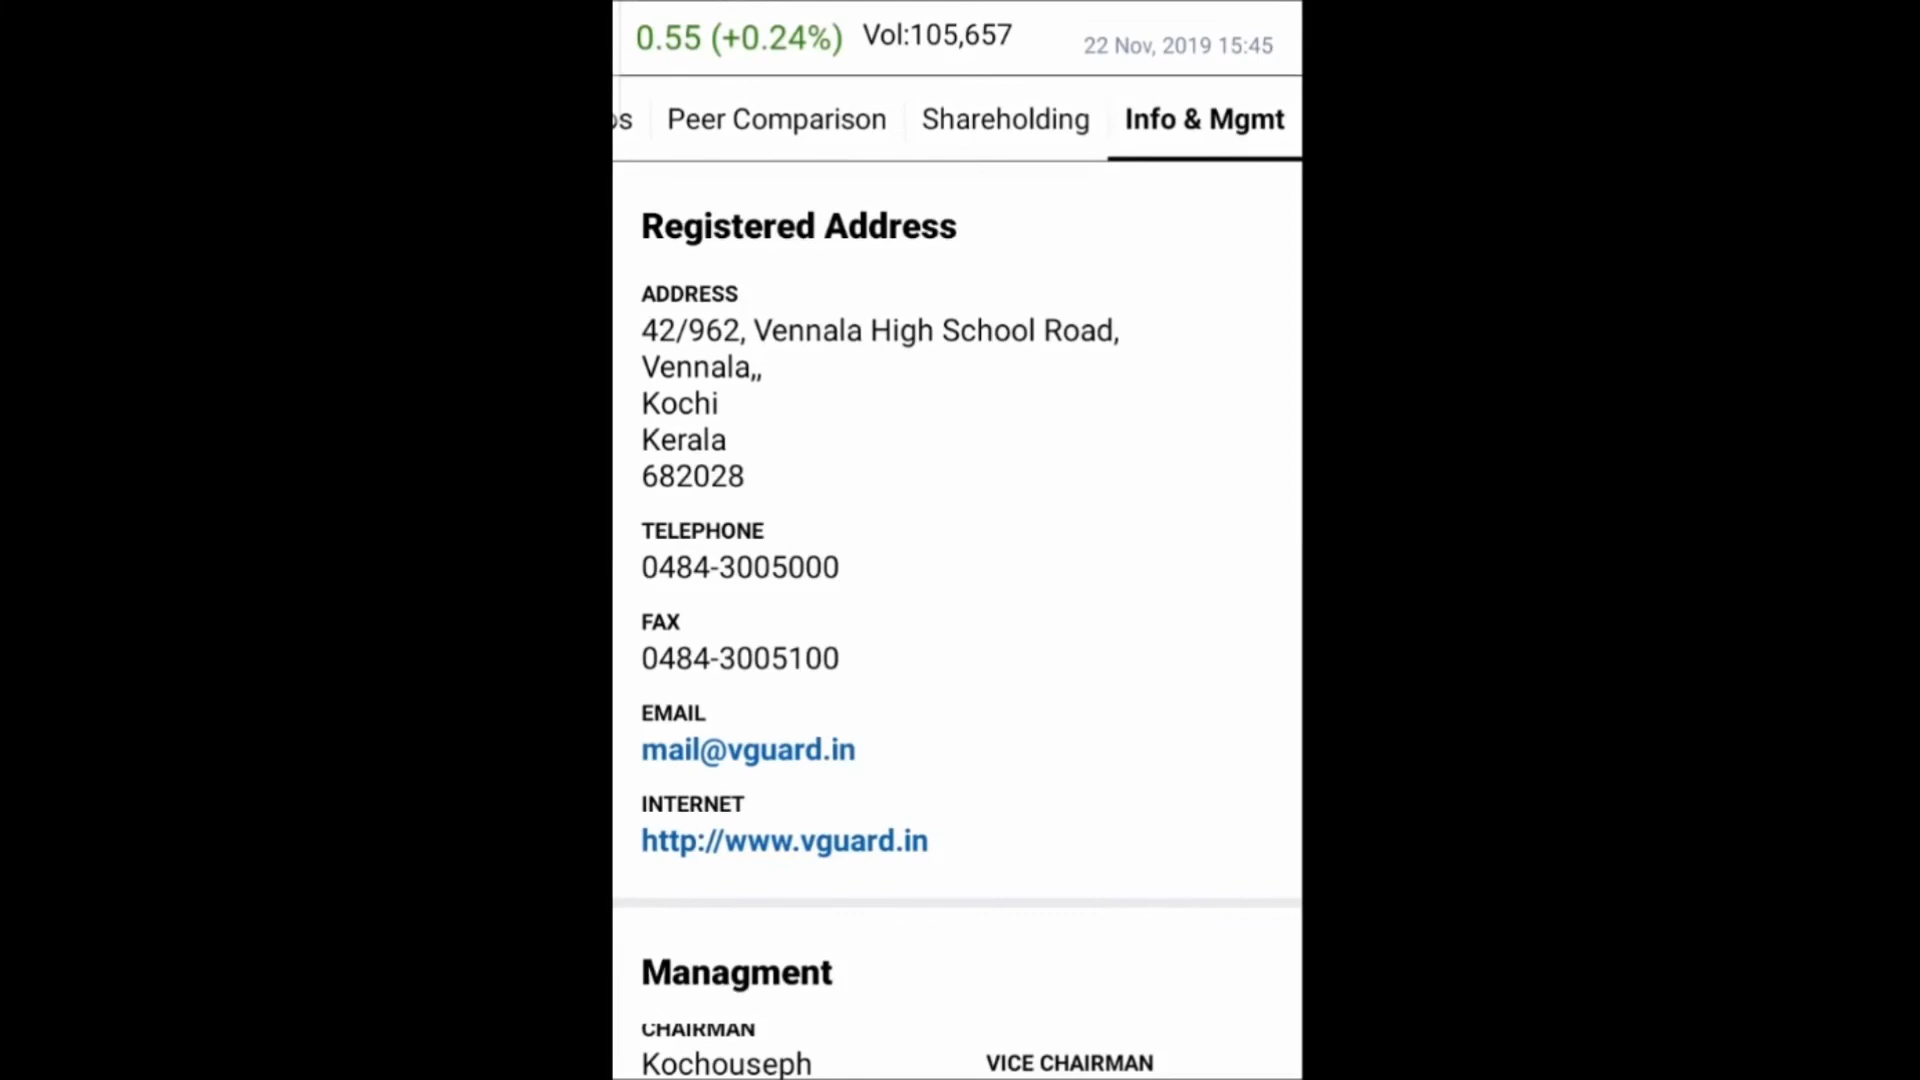 0.55 (+0.24%) Vol:105,657 22 Nov, 2019 15:45
Peer Comparison Shareholding Info & Mgmt
Registered Address
ADDRESS
42/962, Vennala High School Road,
Vennala,,
Kochi
Kerala
682028
TELEPHONE
0484-3005000
FAX
0484-3005100
EMAIL
mail@vguard.in
INTERNET
http://www.vguard.in
Managment
CHAIRMAN
Kochouseph VICE CHAIRMAN